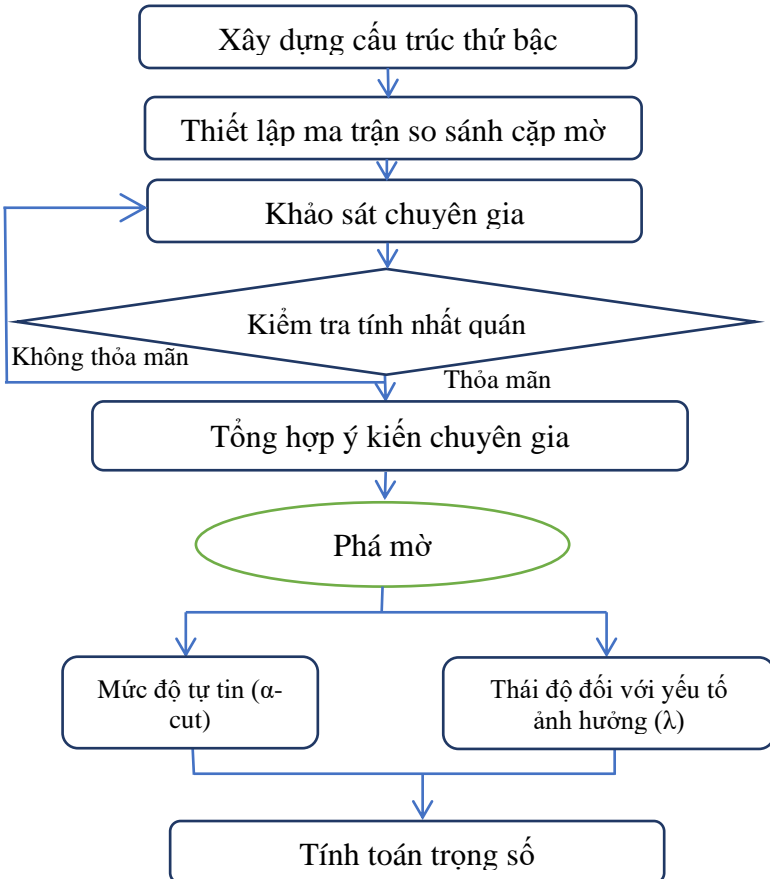 Xây dựng cấu trúc thứ bậc
Thiết lập ma trận so sánh cặp mờ
Khảo sát chuyên gia
Kiểm tra tính nhất quán
Không thỏa mãn
Thỏa mãn
Tổng hợp ý kiến chuyên gia
Phá mờ
Mức độ tự tin (α-
cut)
Thái độ đối với yếu tố
ảnh hưởng (λ)
Tính toán trọng số